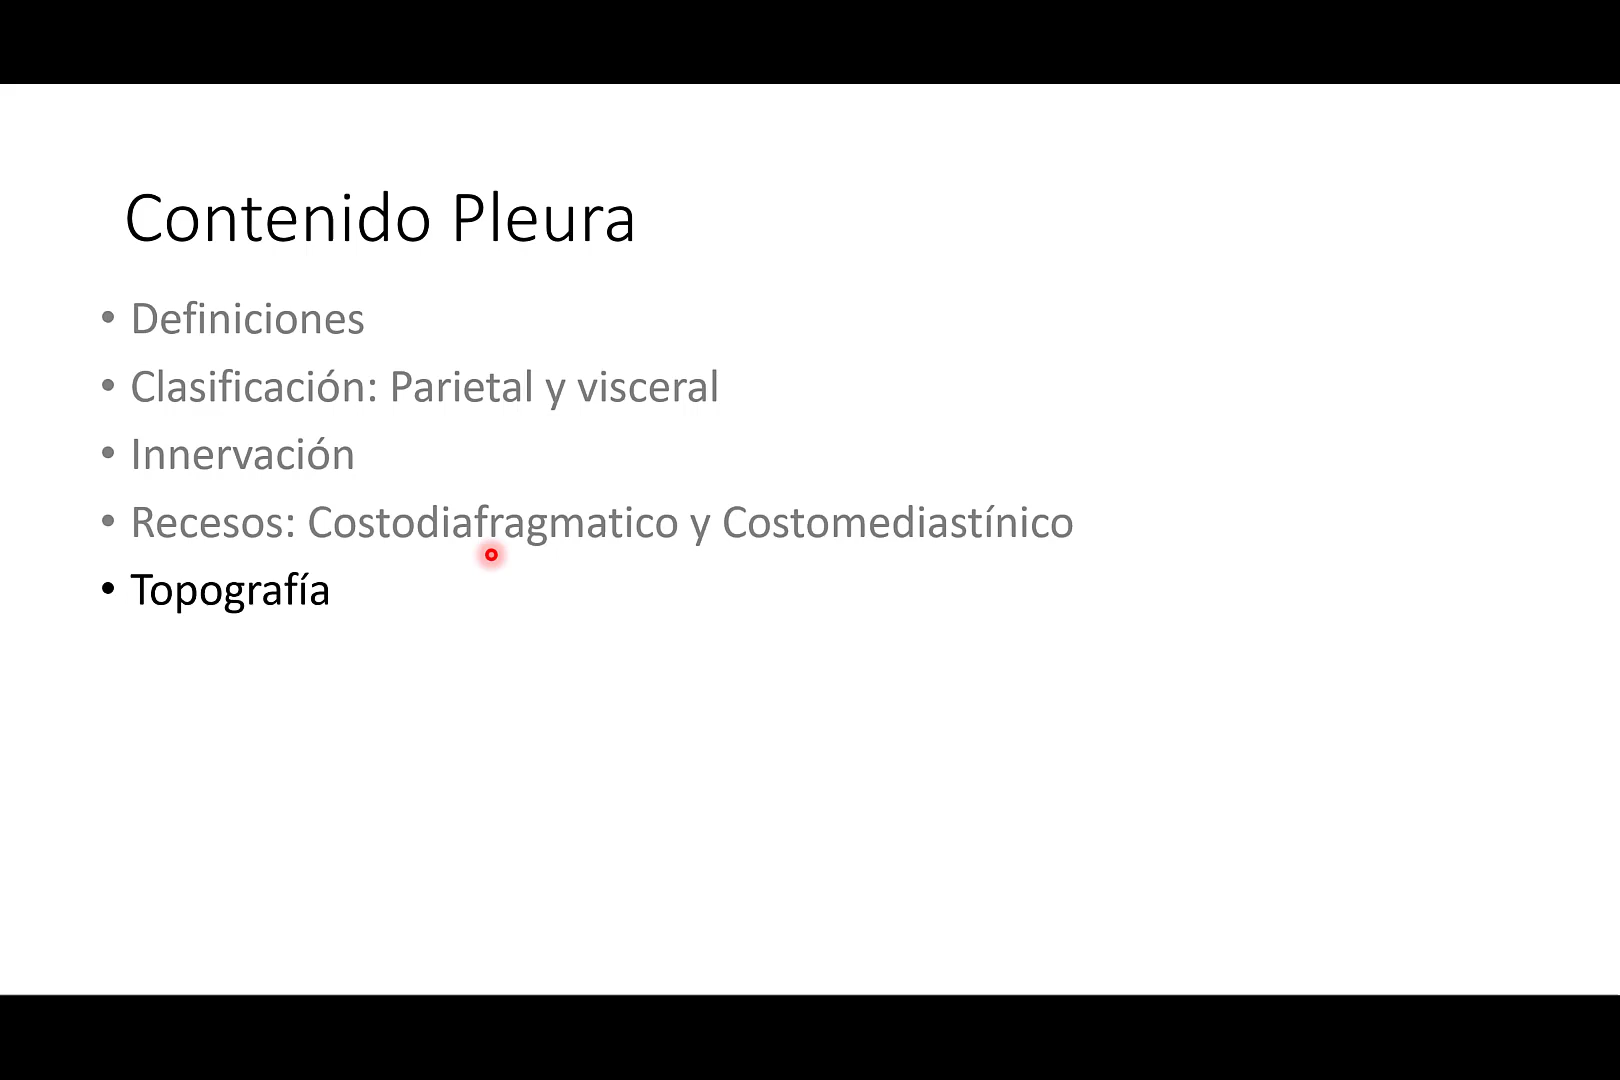 Contenido Pleura
• Definiciones
• Clasificación: Parietal y visceral
• Innervación
• Recesos: Costodiafragmatico y Costomediastínico
• Topografía